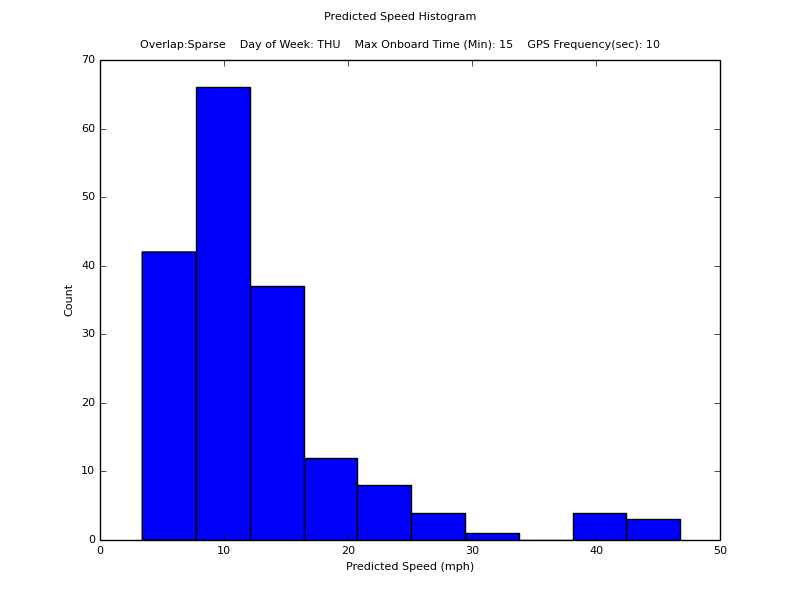 Predicted Speed Histogram
Overlap:Sparse    Day of Week: THU    Max Onboard Time (Min): 15    GPS Frequency(sec): 10
70
60
50
40
30
20
10
0
Count
0 10 20 30 40 50
Predicted Speed (mph)